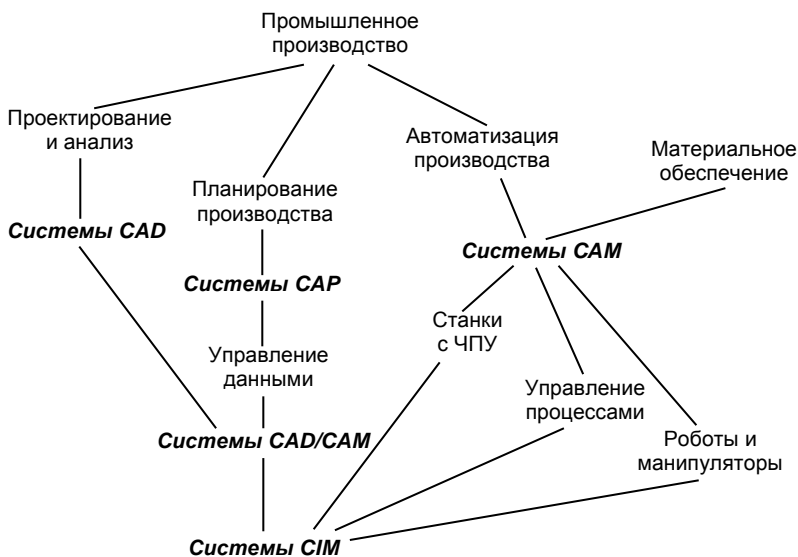 Промышленное
производство
Проектирование
и анализ
Автоматизация
производства
Материальное
обеспечение
Планирование
производства
Системы CAD
Системы CAM
Системы CAP
Станки
с ЧПУ
Управление
данными
Управление
процессами
Системы CAD/CAM
Роботы и
манипуляторы
Системы CIM